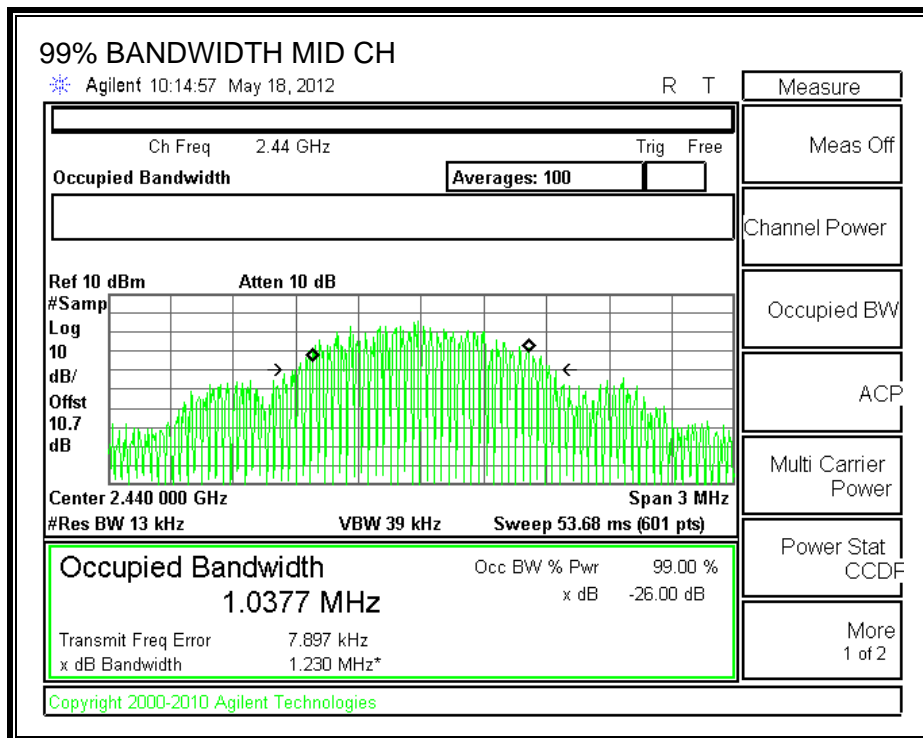 99% BANDWIDTH MID CH
Agilent 10:14:57 May 18, 2012 R T
Measure
Ch Freq 2.44 GHz Trig Free
Occupied Bandwidth Averages: 100
Ref 10 dBm Atten 10 dB
#Samp
Log
10
dB/
Offst
10.7
dB
Center 2.440 000 GHz Span 3 MHz
#Res BW 13 kHz VBW 39 kHz Sweep 53.68 ms (601 pts)
Occupied Bandwidth Occ BW % Pwr 99.00 %
1.0377 MHz x dB -26.00 dB
Transmit Freq Error 7.897 kHz
x dB Bandwidth 1.230 MHz*
Meas Off
Channel Power
Occupied BW
ACP
Multi Carrier
Power
Power Stat
CCDF
More
1 of 2
Copyright 2000-2010 Agilent Technologies